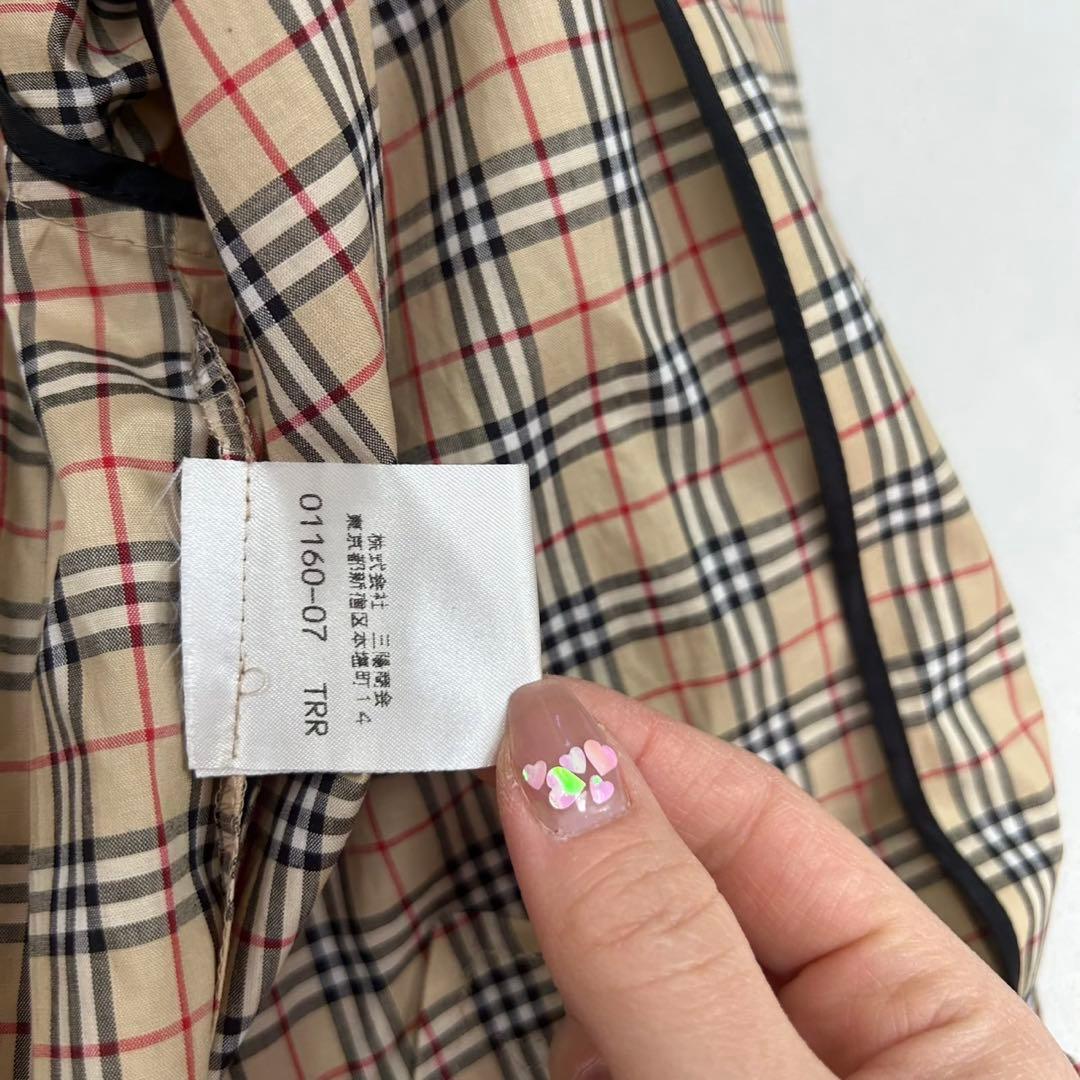 株式会社 三陽商会
東京都新宿区本塩町14
01160-07 TRR